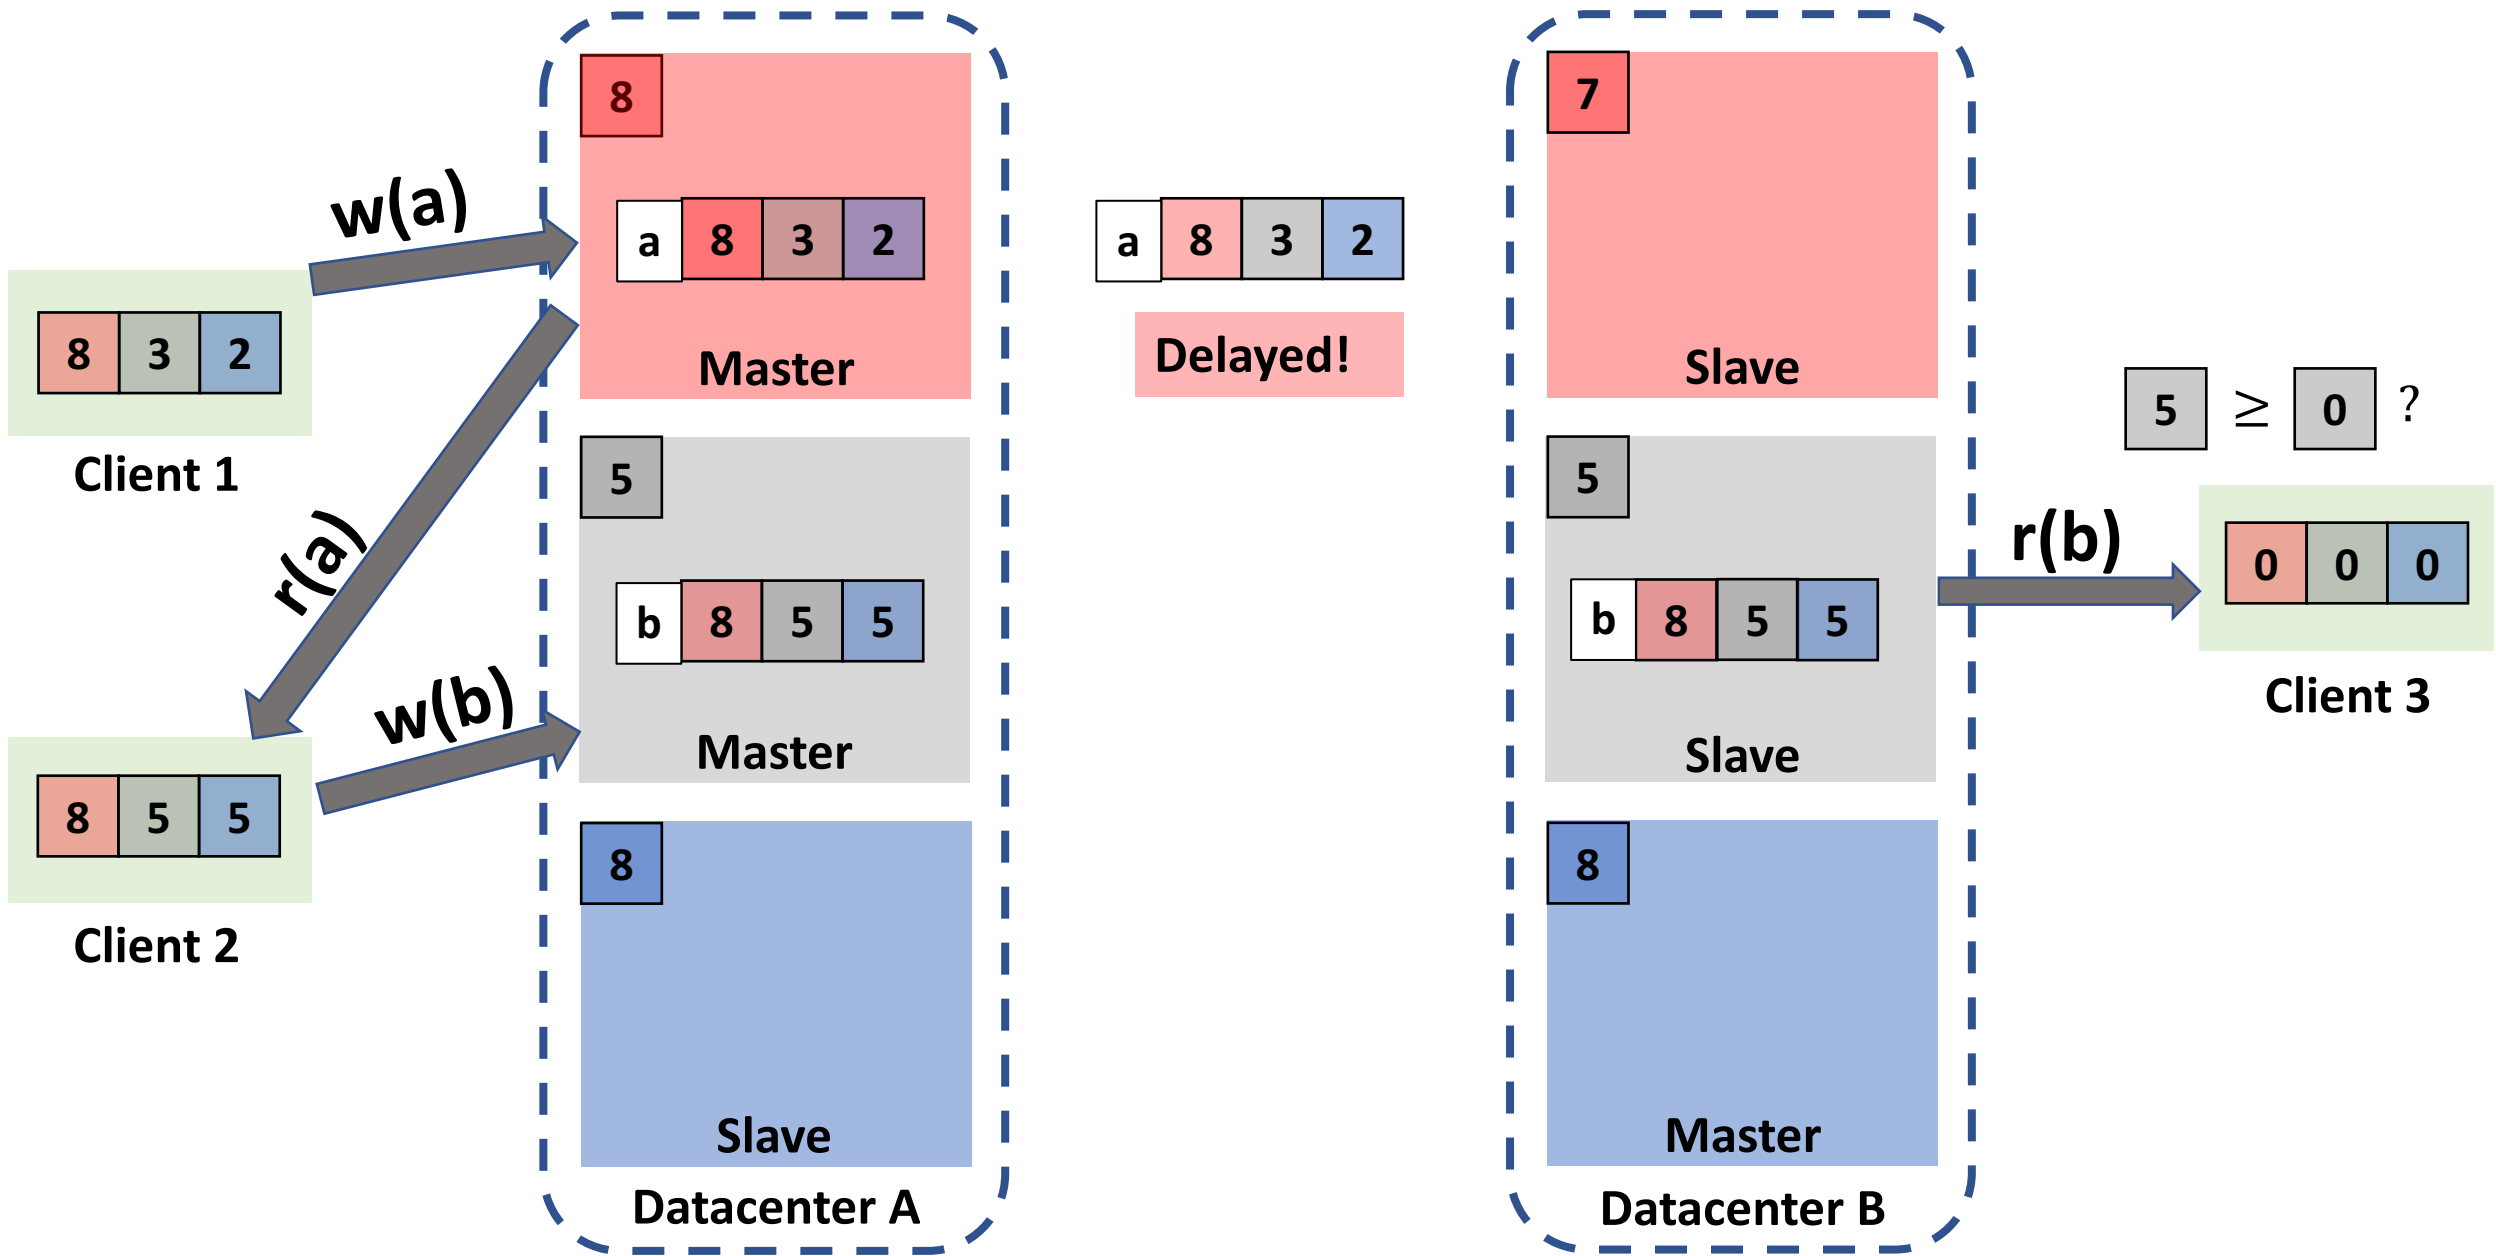 w(a)
8 3 2
Client 1
r(a)
w(b)
8 5 5
Client 2
8
a 8 3 2
Master
5
b 8 5 5
Master
8
Slave
Datacenter A
a 8 3 2
Delayed!
7
Slave
5
b 8 5 5
Slave
8
Master
Datacenter B
5 ≥ 0 ?
r(b)
0 0 0
Client 3